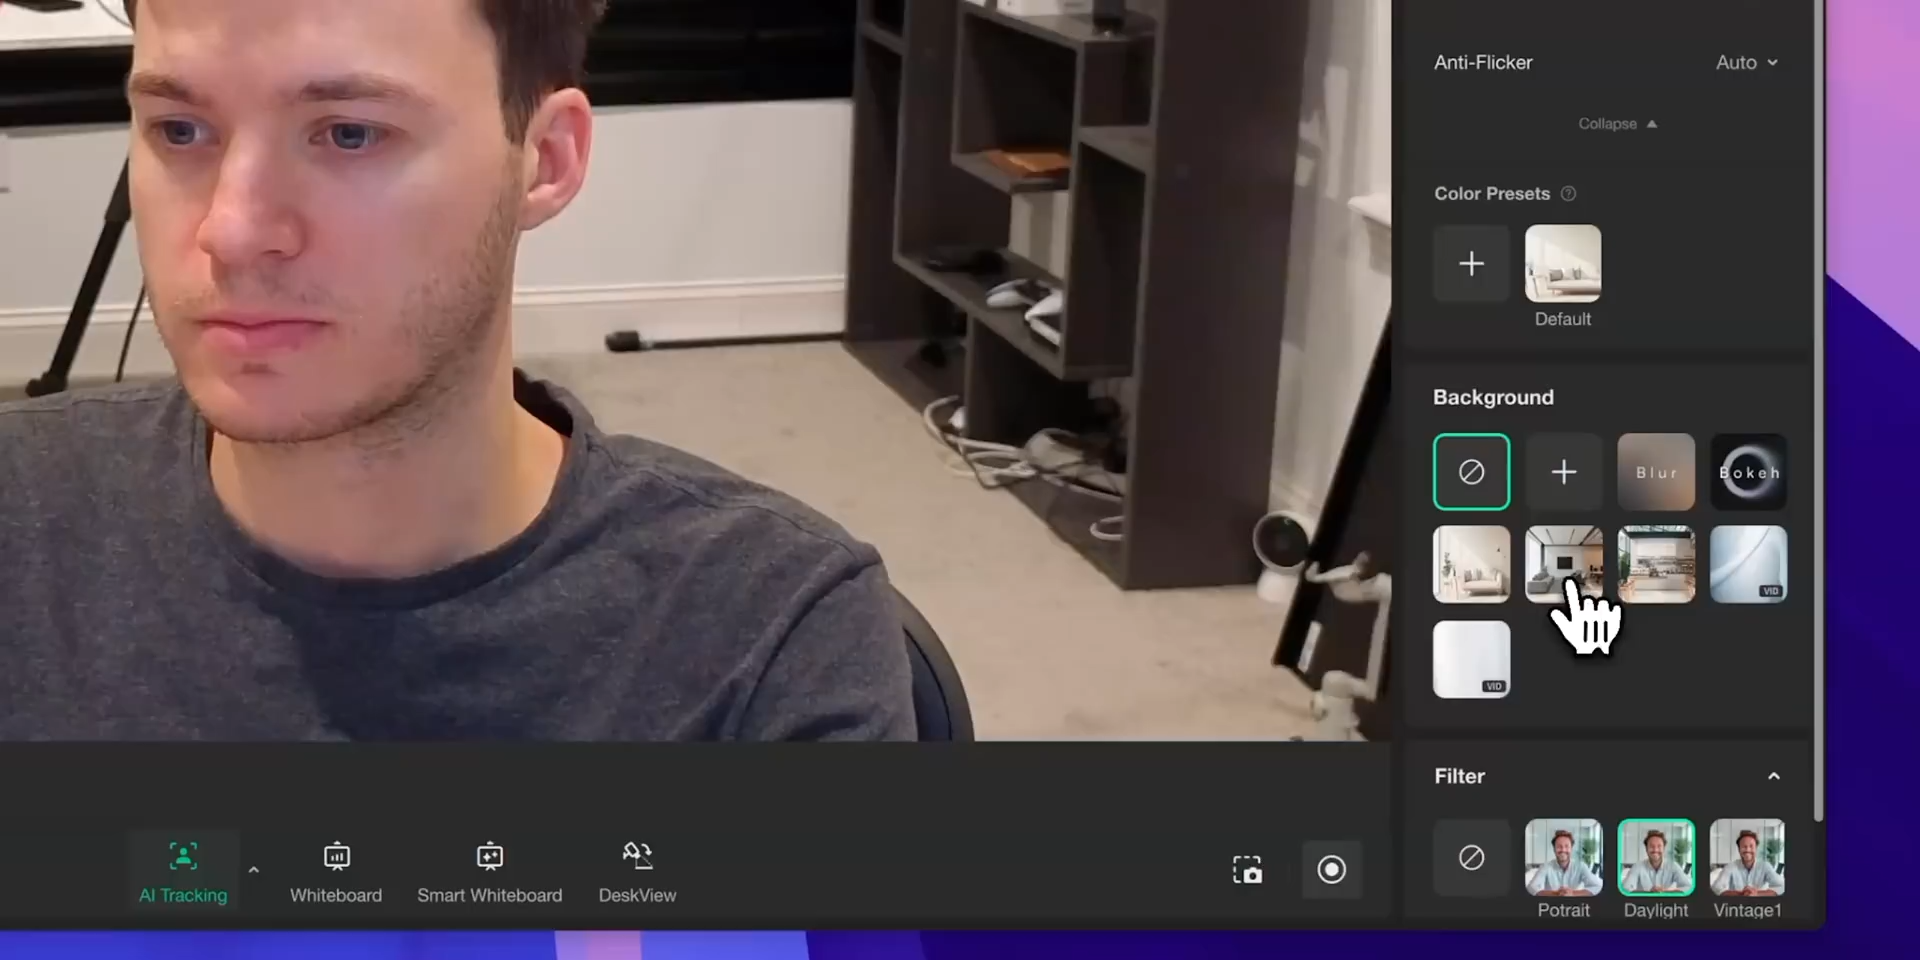 Anti-Flicker Auto
Collapse
Color Presets
Default
Background
Blur Bokeh
VID
VID
Filter
Potrait Daylight Vintage1
AI Tracking Whiteboard Smart Whiteboard DeskView